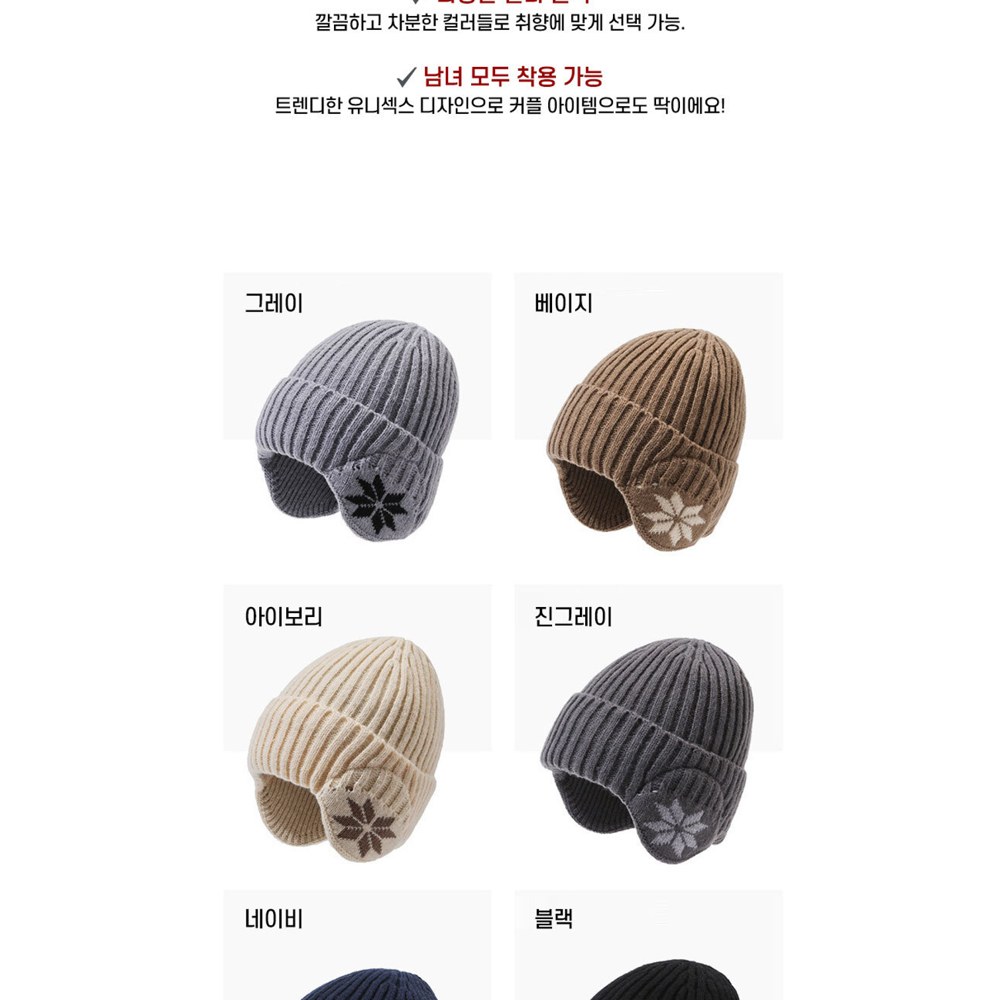 깔끔하고 차분한 컬러들로 취향에 맞게 선택 가능.
남녀 모두 착용 가능
트렌디한 유니섹스 디자인으로 커플 아이템으로도 딱이에요!
그레이
베이지
아이보리
진그레이
네이비
블랙